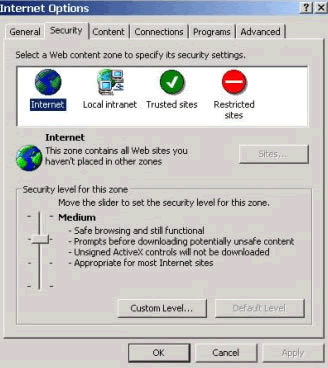 Internet Options
General Security Content Connections Programs Advanced
Select a Web content zone to specify its security settings.
Internet Local intranet Trusted sites Restricted
sites
Internet
This zone contains all Web sites you
haven't placed in other zones
Sites...
Security level for this zone
Move the slider to set the security level for this zone.
Medium
- Safe browsing and still functional
- Prompts before downloading potentially unsafe content
- Unsigned ActiveX controls will not be downloaded
- Appropriate for most Internet sites
Custom Level... Default Level
OK Cancel Apply